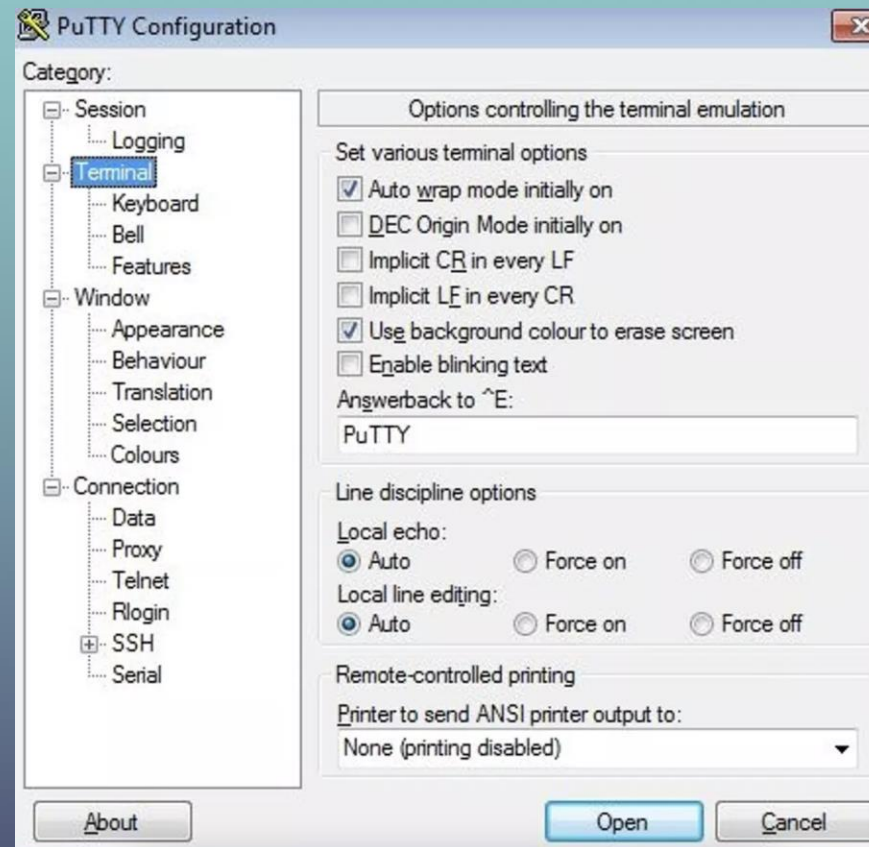 PuTTY Configuration
Category:
Session
Logging
Terminal
Keyboard
Bell
Features
Window
Appearance
Behaviour
Translation
Selection
Colours
Connection
Data
Proxy
Telnet
Rlogin
SSH
Serial
Options controlling the terminal emulation
Set various terminal options
Auto wrap mode initially on
DEC Origin Mode initially on
Implicit CR in every LF
Implicit LF in every CR
Use background colour to erase screen
Enable blinking text
Answerback to ^E:
PuTTY
Line discipline options
Local echo:
Auto Force on Force off
Local line editing:
Auto Force on Force off
Remote-controlled printing
Printer to send ANSI printer output to:
None (printing disabled)
About Open Cancel